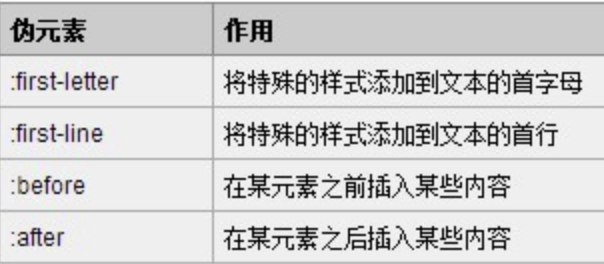 伪元素 作用
:first-letter 将特殊的样式添加到文本的首字母
:first-line 将特殊的样式添加到文本的首行
:before 在某元素之前插入某些内容
:after 在某元素之后插入某些内容